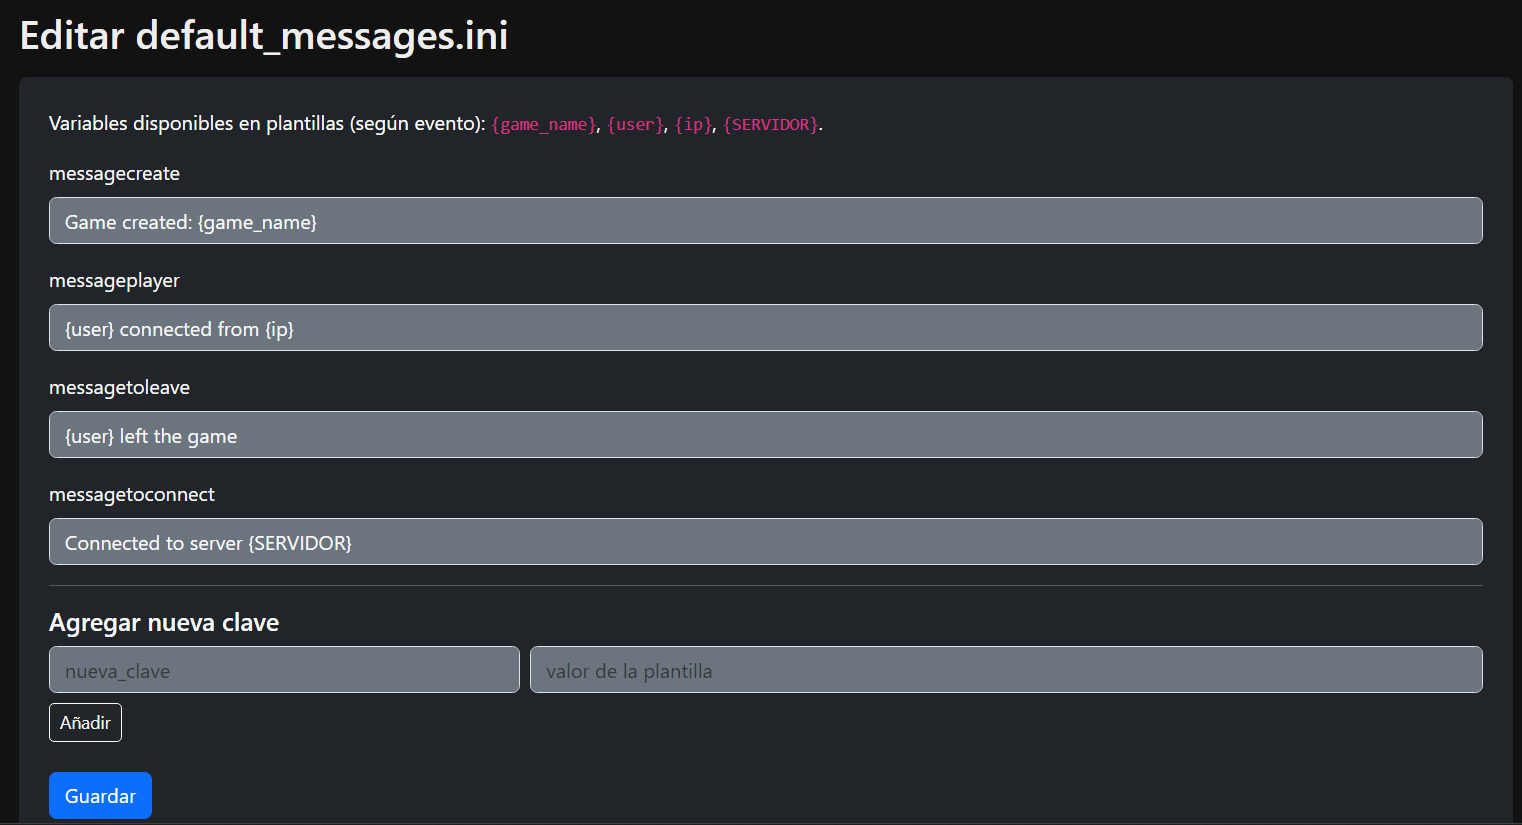 Editar default_messages.ini
Variables disponibles en plantillas (según evento): {game_name}, {user}, {ip}, {SERVIDOR}.
messagecreate
Game created: {game_name}
messageplayer
{user} connected from {ip}
messagetoleave
{user} left the game
messagetoconnect
Connected to server {SERVIDOR}
Agregar nueva clave
nueva_clave valor de la plantilla
Añadir
Guardar